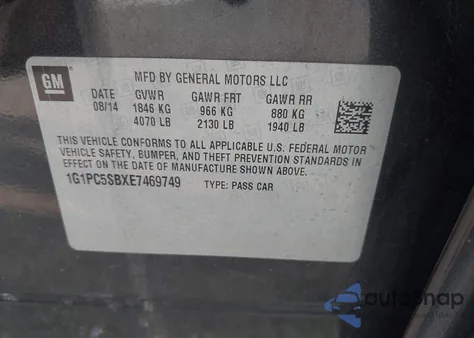 GM
MFD BY GENERAL MOTORS LLC
DATE GVWR GAWR FRT GAWR RR
08/14 1846 KG 966 KG 880 KG
4070 LB 2130 LB 1940 LB
THIS VEHICLE CONFORMS TO ALL APPLICABLE U.S. FEDERAL MOTOR
VEHICLE SAFETY, BUMPER, AND THEFT PREVENTION STANDARDS IN
EFFECT ON THE DATE OF MANUFACTURE SHOWN ABOVE.
1G1PC5SBXE7469749 TYPE: PASS CAR
autoSnap